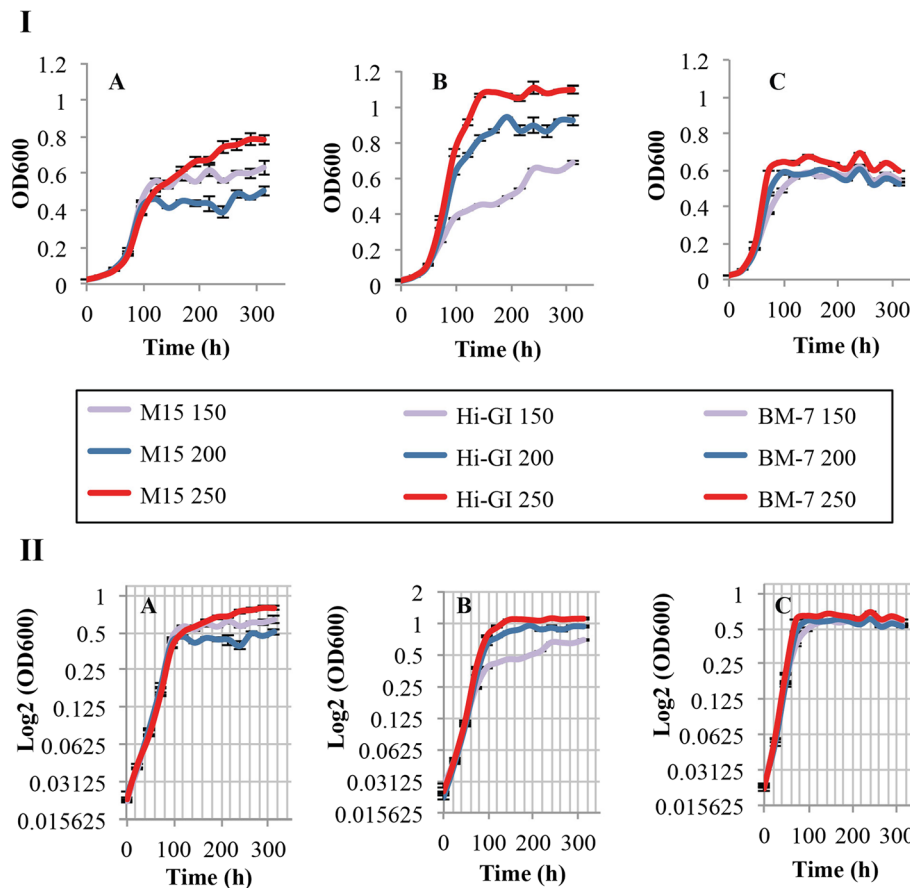 I
A
1.2
1
0.8
0.6
0.4
0.2
0
OD600
0 100 200 300
Time (h)
B
1.2
1
0.8
0.6
0.4
0.2
0
OD600
0 100 200 300
Time (h)
C
1.2
1
0.8
0.6
0.4
0.2
0
OD600
0 100 200 300
Time (h)
M15 150
M15 200
M15 250
Hi-GI 150
Hi-GI 200
Hi-GI 250
BM-7 150
BM-7 200
BM-7 250
II
A
1
0.5
0.25
0.125
0.0625
0.03125
0.015625
Log2 (OD600)
0 100 200 300
Time (h)
B
2
1
0.5
0.25
0.125
0.0625
0.03125
0.015625
Log2 (OD600)
0 100 200 300
Time (h)
C
1
0.5
0.25
0.125
0.0625
0.03125
0.015625
Log2 (OD600)
0 100 200 300
Time (h)